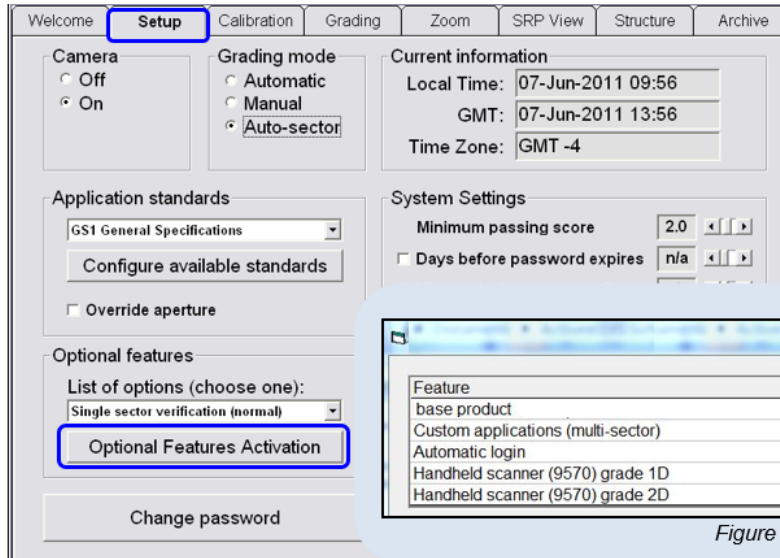 Welcome Setup Calibration Grading Zoom SRP View Structure Archive
Camera
Off
On
Grading mode
Automatic
Manual
Auto-sector
Current information
Local Time: 07-Jun-2011 09:56
GMT: 07-Jun-2011 13:56
Time Zone: GMT -4
Application standards
GS1 General Specifications
Configure available standards
Override aperture
System Settings
Minimum passing score 2.0
Days before password expires n/a
Optional features
List of options (choose one):
Single sector verification (normal)
Optional Features Activation
Change password
Feature
base product
Custom applications (multi-sector)
Automatic login
Handheld scanner (9570) grade 1D
Handheld scanner (9570) grade 2D
Figure